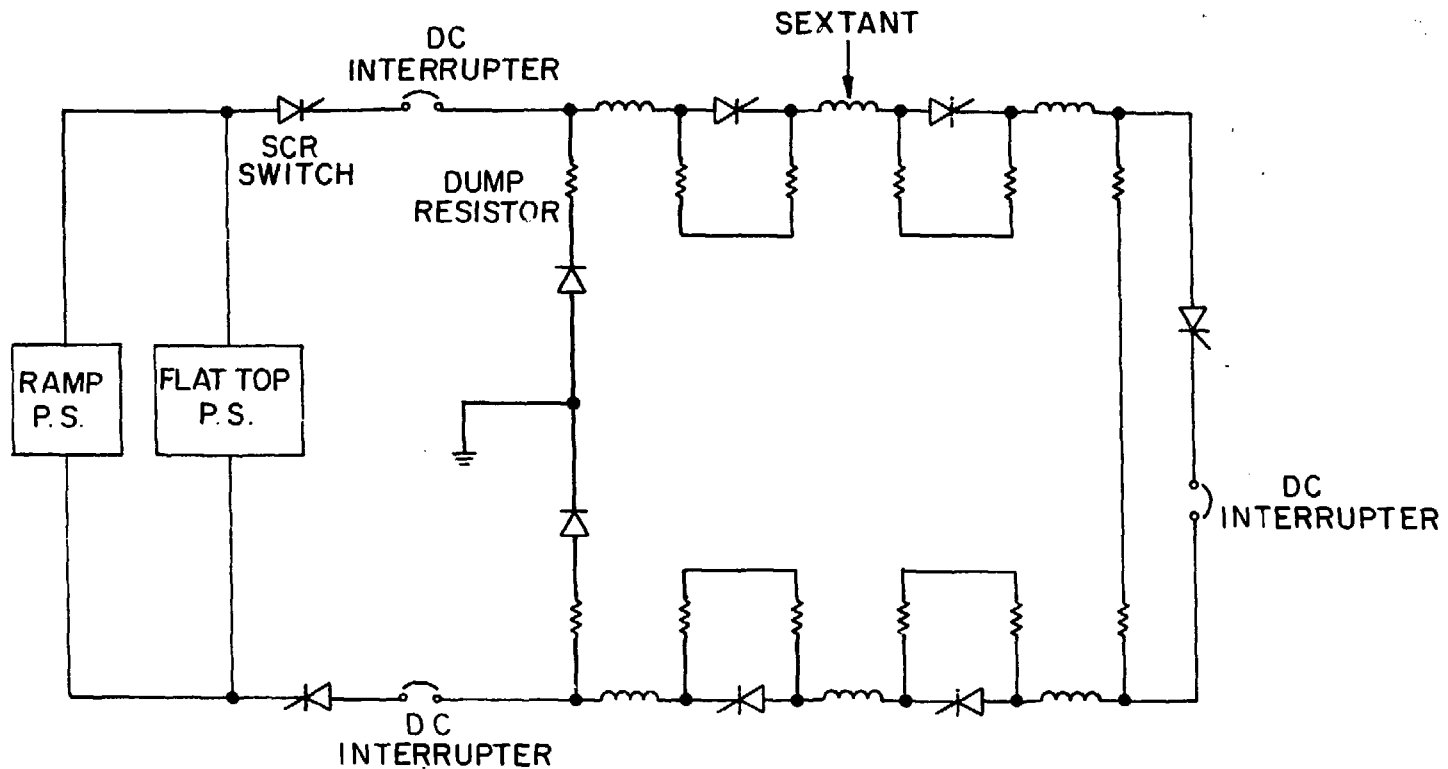 SEXTANT
DC
INTERRUPTER
SCR
SWITCH
DUMP
RESISTOR
RAMP
P.S.
FLAT TOP
P.S.
DC
INTERRUPTER
DC
INTERRUPTER